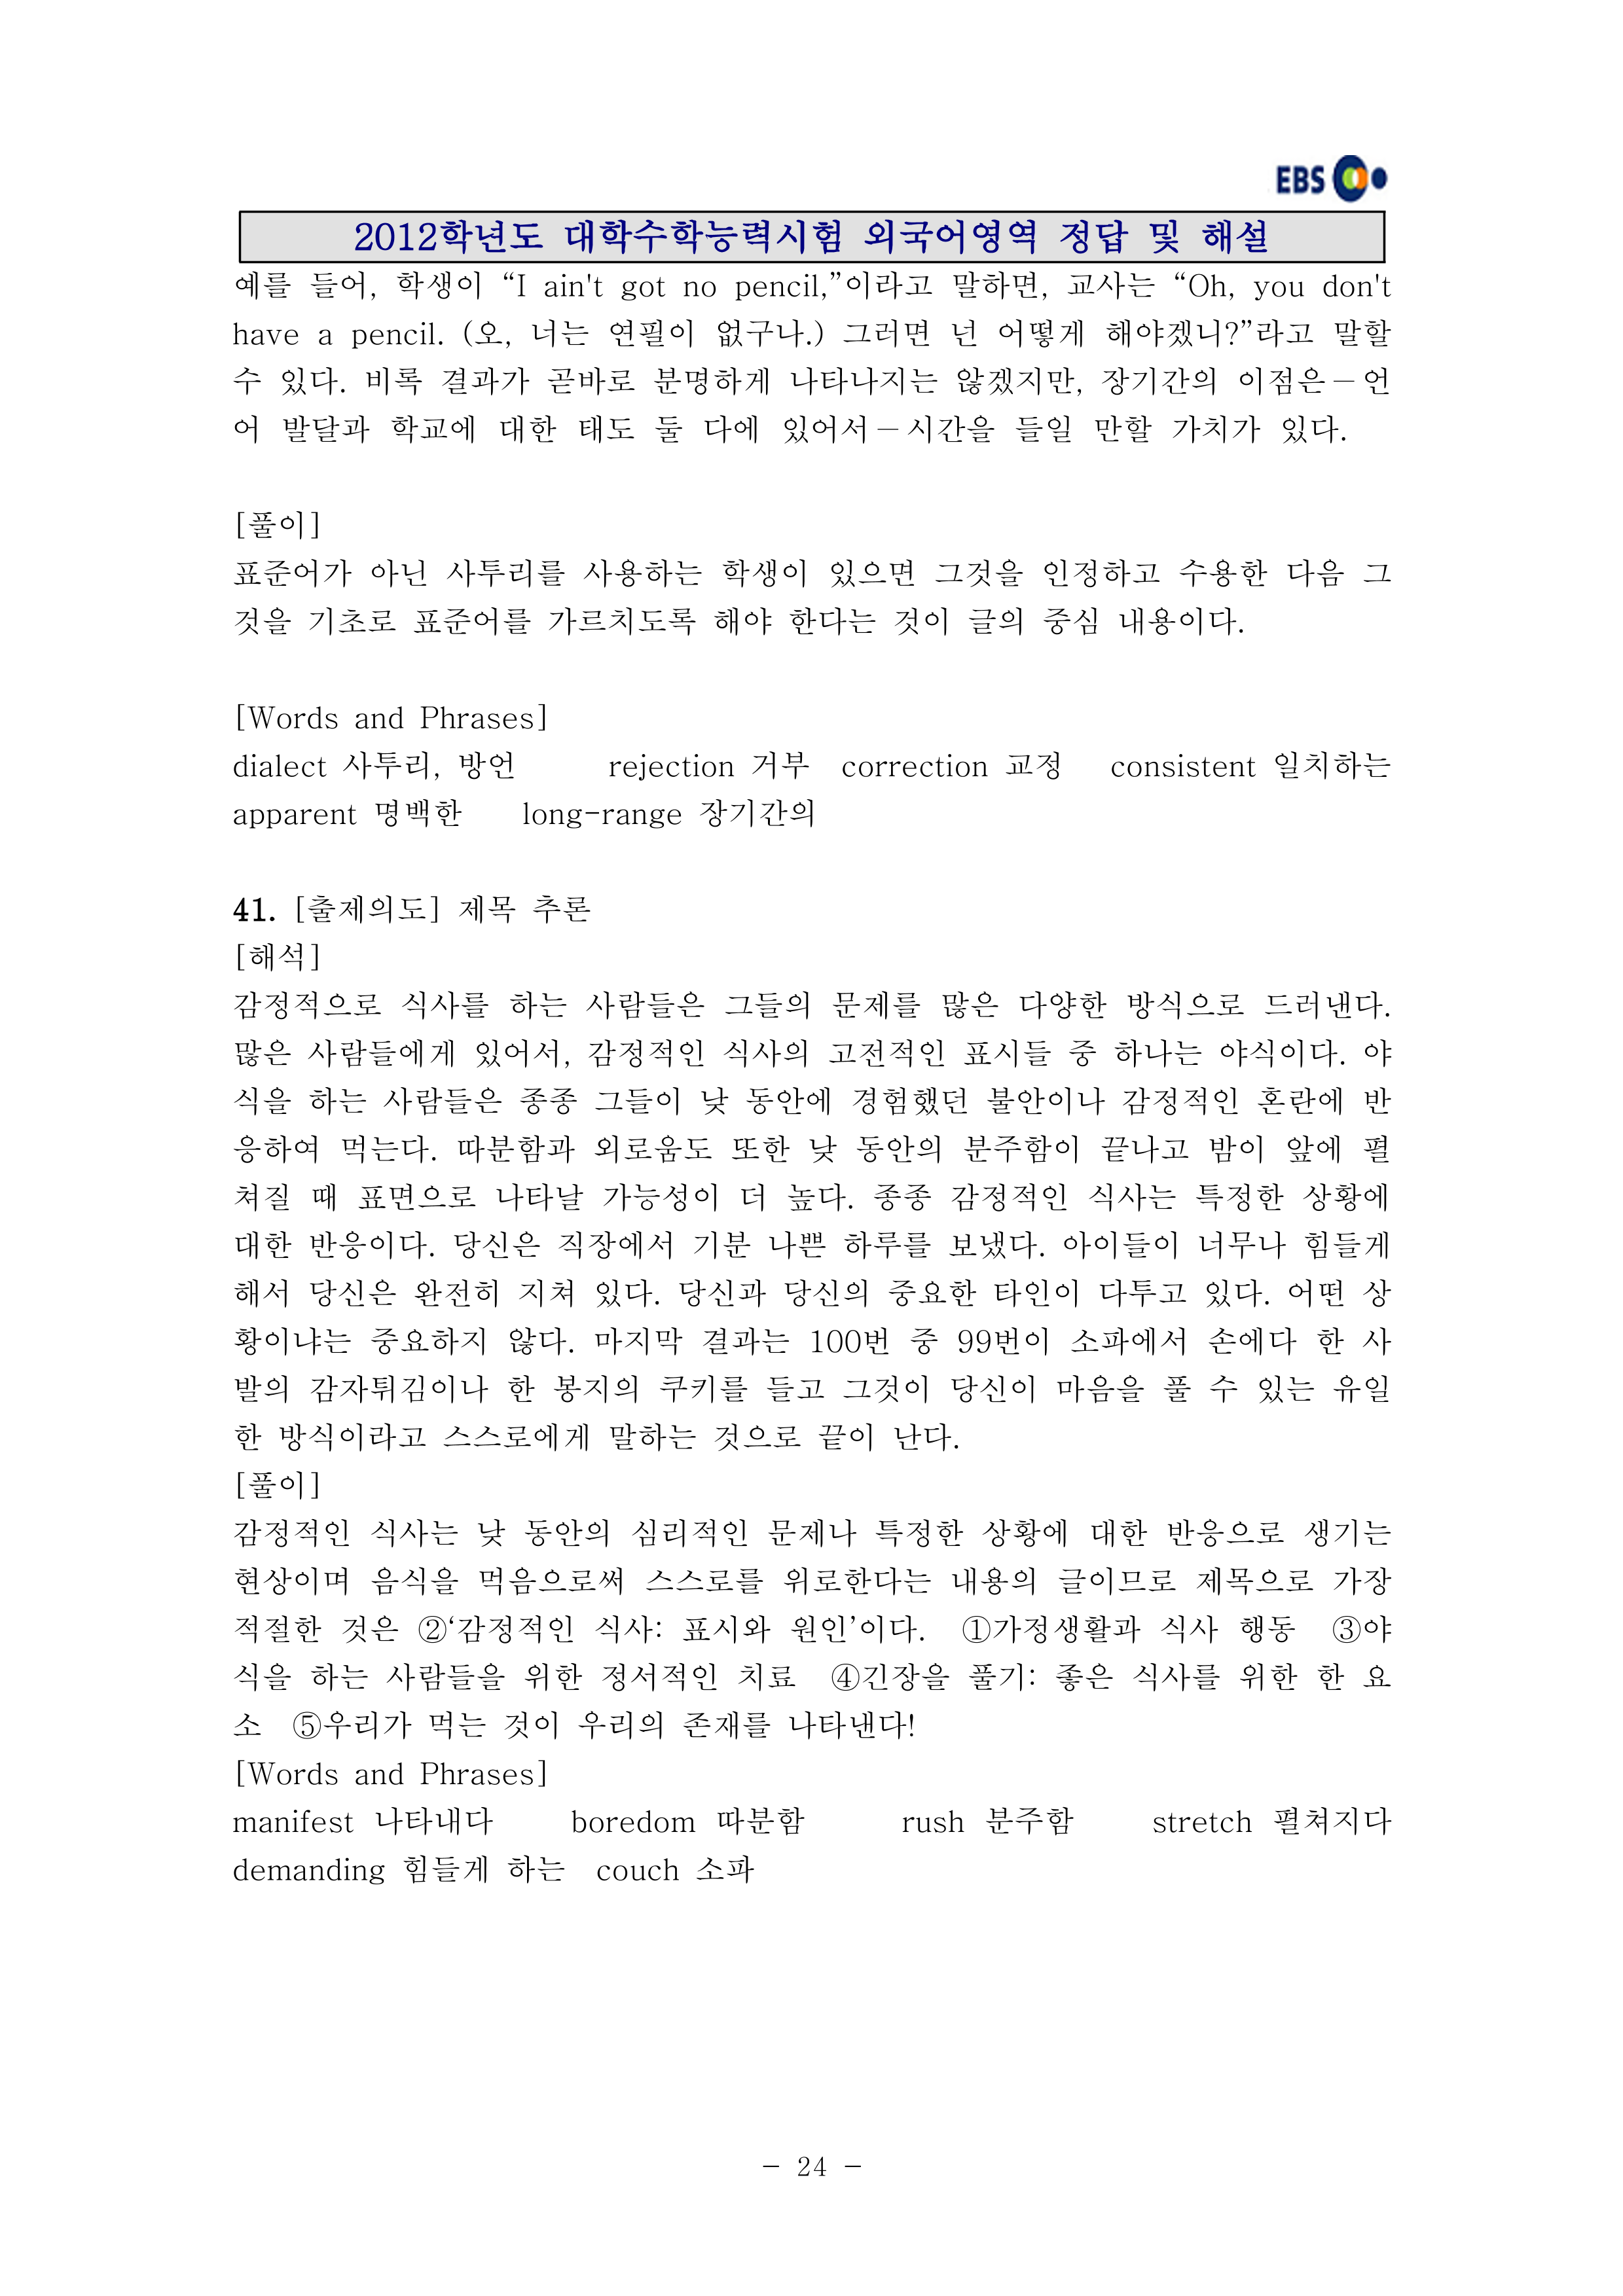 EBS
2012학년도 대학수학능력시험 외국어영역 정답 및 해설
예를 들어, 학생이 “I ain't got no pencil,”이라고 말하면, 교사는 “Oh, you don't
have a pencil. (오, 너는 연필이 없구나.) 그러면 넌 어떻게 해야겠니?”라고 말할
수 있다. 비록 결과가 곧바로 분명하게 나타나지는 않겠지만, 장기간의 이점은－언
어 발달과 학교에 대한 태도 둘 다에 있어서－시간을 들일 만할 가치가 있다.
[풀이]
표준어가 아닌 사투리를 사용하는 학생이 있으면 그것을 인정하고 수용한 다음 그
것을 기초로 표준어를 가르치도록 해야 한다는 것이 글의 중심 내용이다.
[Words and Phrases]
dialect 사투리, 방언 rejection 거부 correction 교정 consistent 일치하는
apparent 명백한 long-range 장기간의
41. [출제의도] 제목 추론
[해석]
감정적으로 식사를 하는 사람들은 그들의 문제를 많은 다양한 방식으로 드러낸다.
많은 사람들에게 있어서, 감정적인 식사의 고전적인 표시들 중 하나는 야식이다. 야
식을 하는 사람들은 종종 그들이 낮 동안에 경험했던 불안이나 감정적인 혼란에 반
응하여 먹는다. 따분함과 외로움도 또한 낮 동안의 분주함이 끝나고 밤이 앞에 펼
쳐질 때 표면으로 나타날 가능성이 더 높다. 종종 감정적인 식사는 특정한 상황에
대한 반응이다. 당신은 직장에서 기분 나쁜 하루를 보냈다. 아이들이 너무나 힘들게
해서 당신은 완전히 지쳐 있다. 당신과 당신의 중요한 타인이 다투고 있다. 어떤 상
황이냐는 중요하지 않다. 마지막 결과는 100번 중 99번이 소파에서 손에다 한 사
발의 감자튀김이나 한 봉지의 쿠키를 들고 그것이 당신이 마음을 풀 수 있는 유일
한 방식이라고 스스로에게 말하는 것으로 끝이 난다.
[풀이]
감정적인 식사는 낮 동안의 심리적인 문제나 특정한 상황에 대한 반응으로 생기는
현상이며 음식을 먹음으로써 스스로를 위로한다는 내용의 글이므로 제목으로 가장
적절한 것은 ②‘감정적인 식사: 표시와 원인’이다. ①가정생활과 식사 행동 ③야
식을 하는 사람들을 위한 정서적인 치료 ④긴장을 풀기: 좋은 식사를 위한 한 요
소 ⑤우리가 먹는 것이 우리의 존재를 나타낸다!
[Words and Phrases]
manifest 나타내다 boredom 따분함 rush 분주함 stretch 펼쳐지다
demanding 힘들게 하는 couch 소파
- 24 -